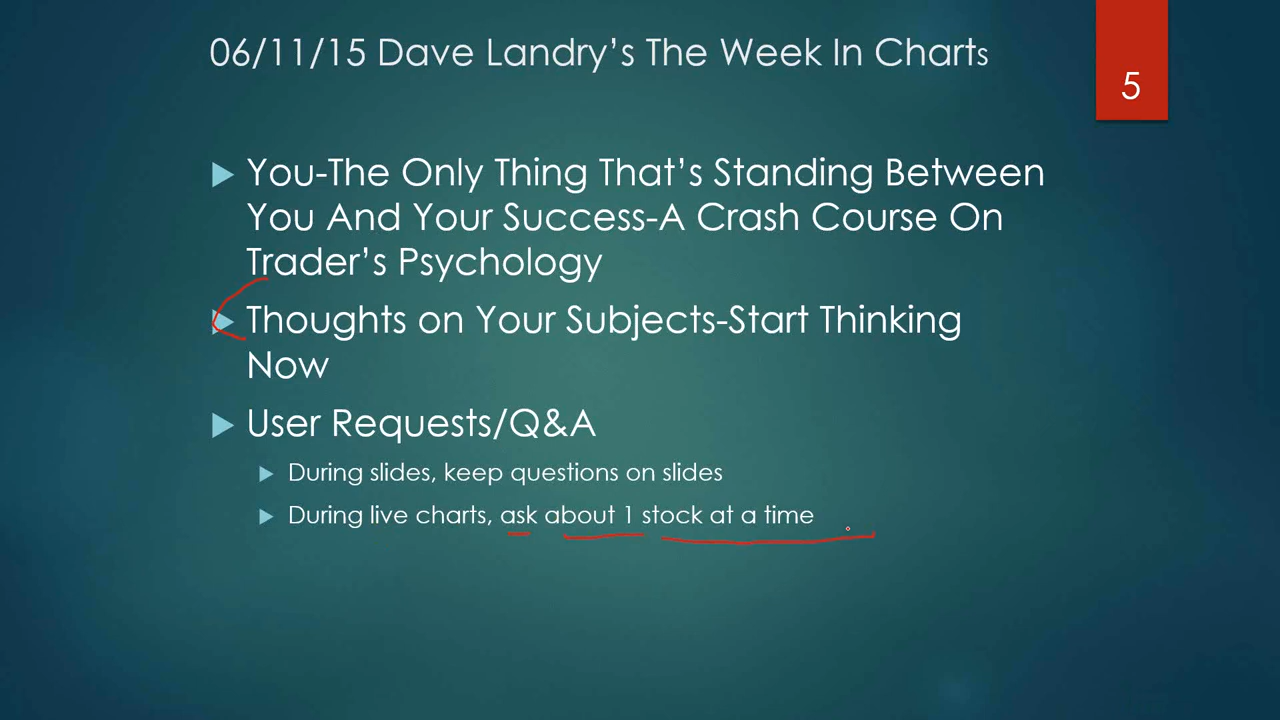 06/11/15 Dave Landry's The Week In Charts
5
You-The Only Thing That's Standing Between
You And Your Success-A Crash Course On
Trader's Psychology
Thoughts on Your Subjects-Start Thinking
Now
User Requests/Q&A
During slides, keep questions on slides
During live charts, ask about 1 stock at a time